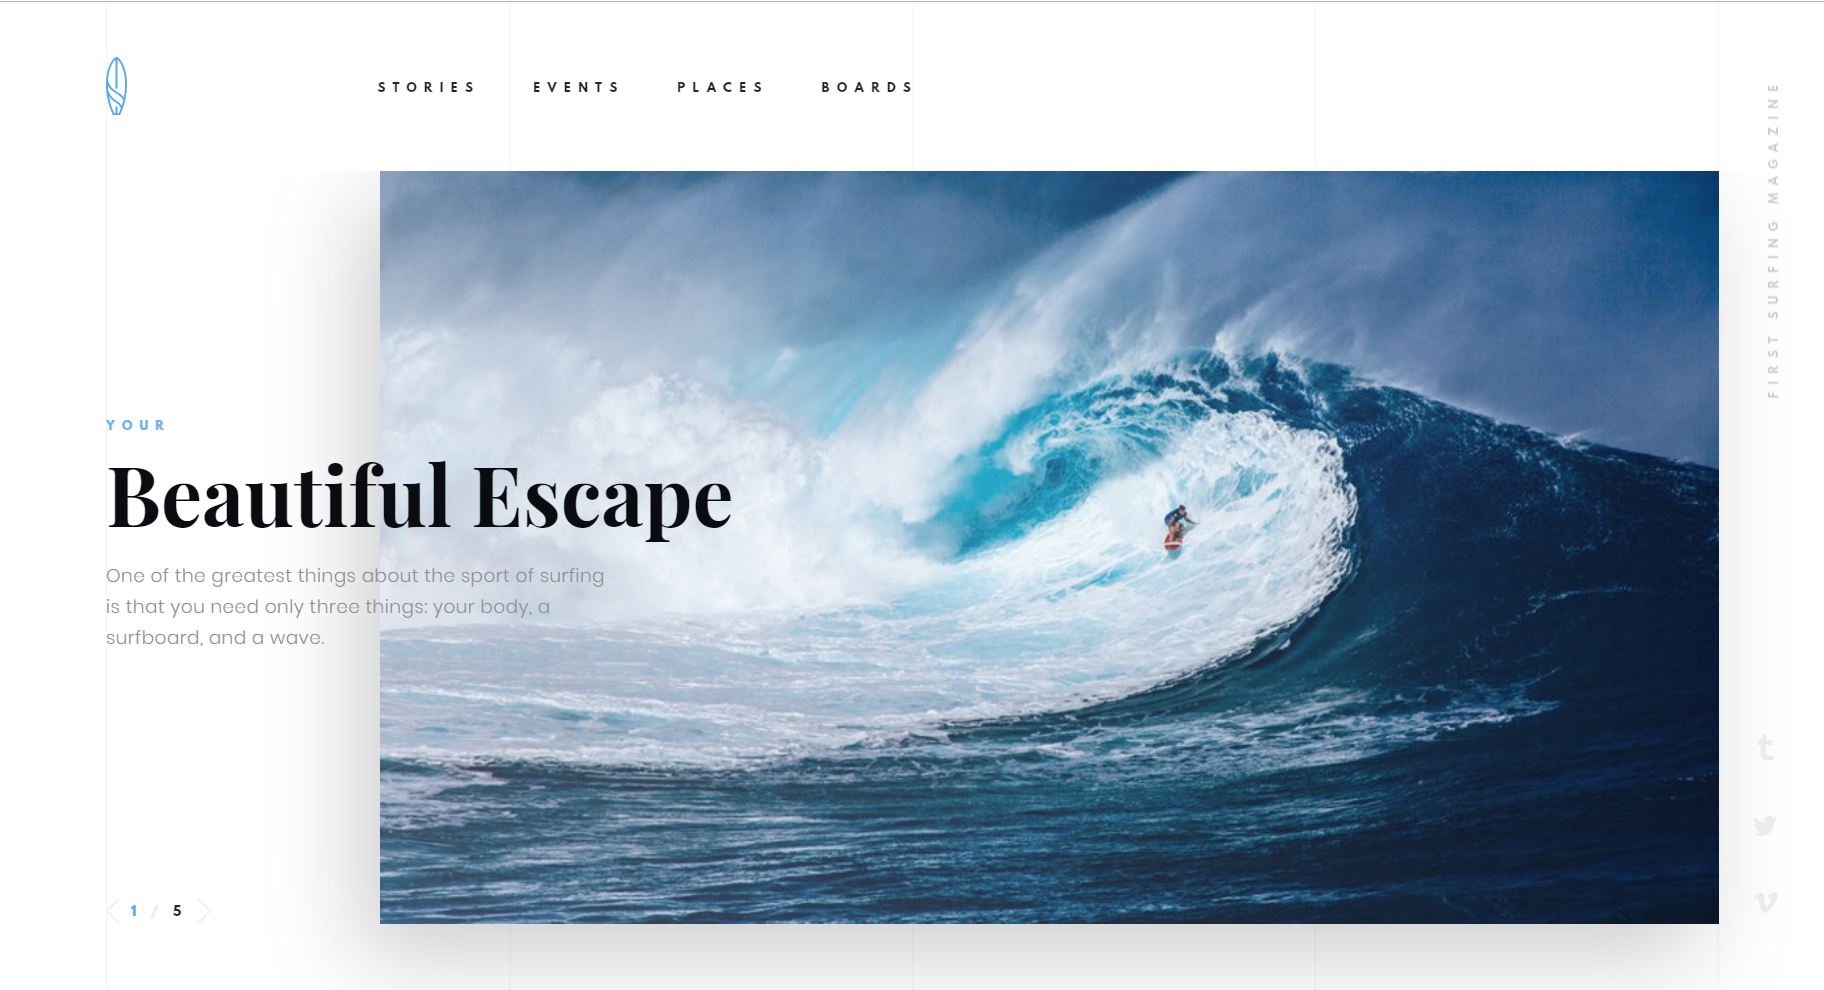 STORIES EVENTS PLACES BOARDS
FIRST SURFING MAGAZINE
YOUR
Beautiful Escape
One of the greatest things about the sport of surfing
is that you need only three things: your body, a
surfboard, and a wave.
1 / 5